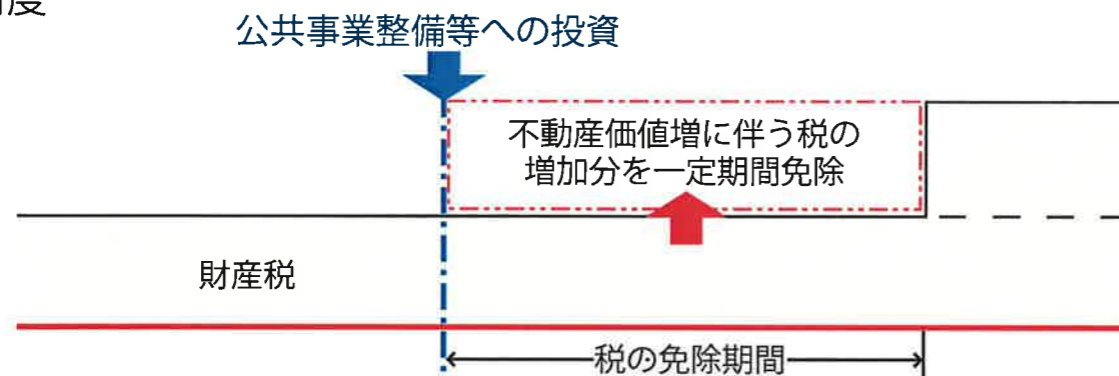 度
公共事業整備等への投資
不動産価値増に伴う税の
増加分を一定期間免除
財産税
税の免除期間